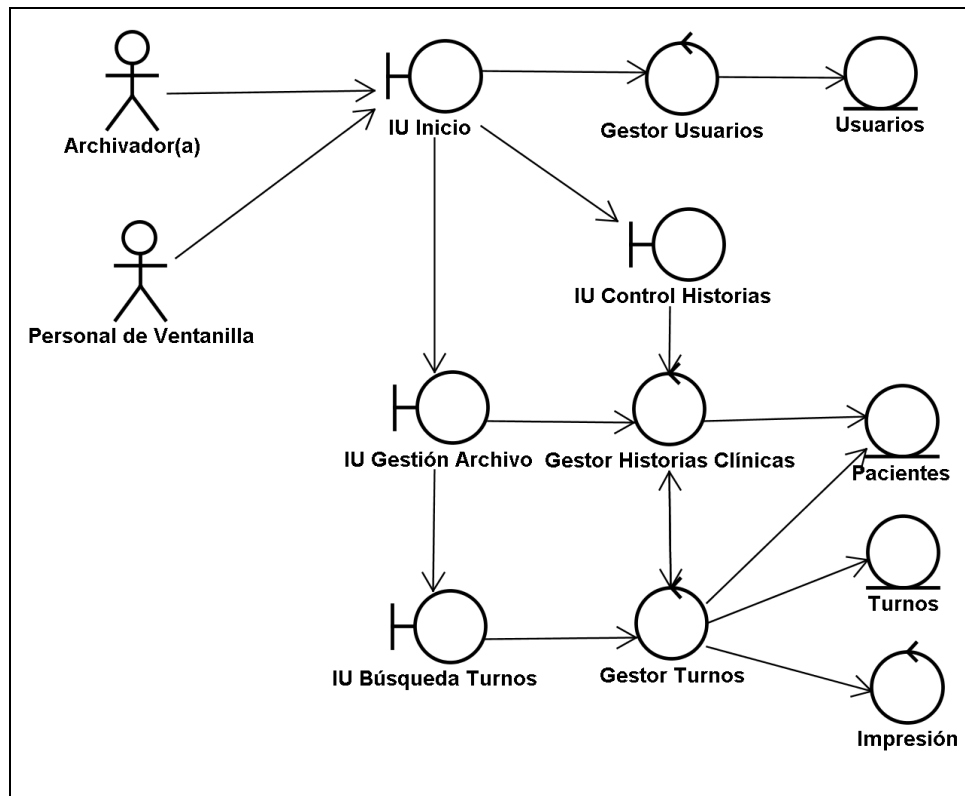 Archivador(a)
IU Inicio
Gestor Usuarios
Usuarios
Personal de Ventanilla
IU Control Historias
IU Gestión Archivo
Gestor Historias Clínicas
Pacientes
Turnos
IU Búsqueda Turnos
Gestor Turnos
Impresión